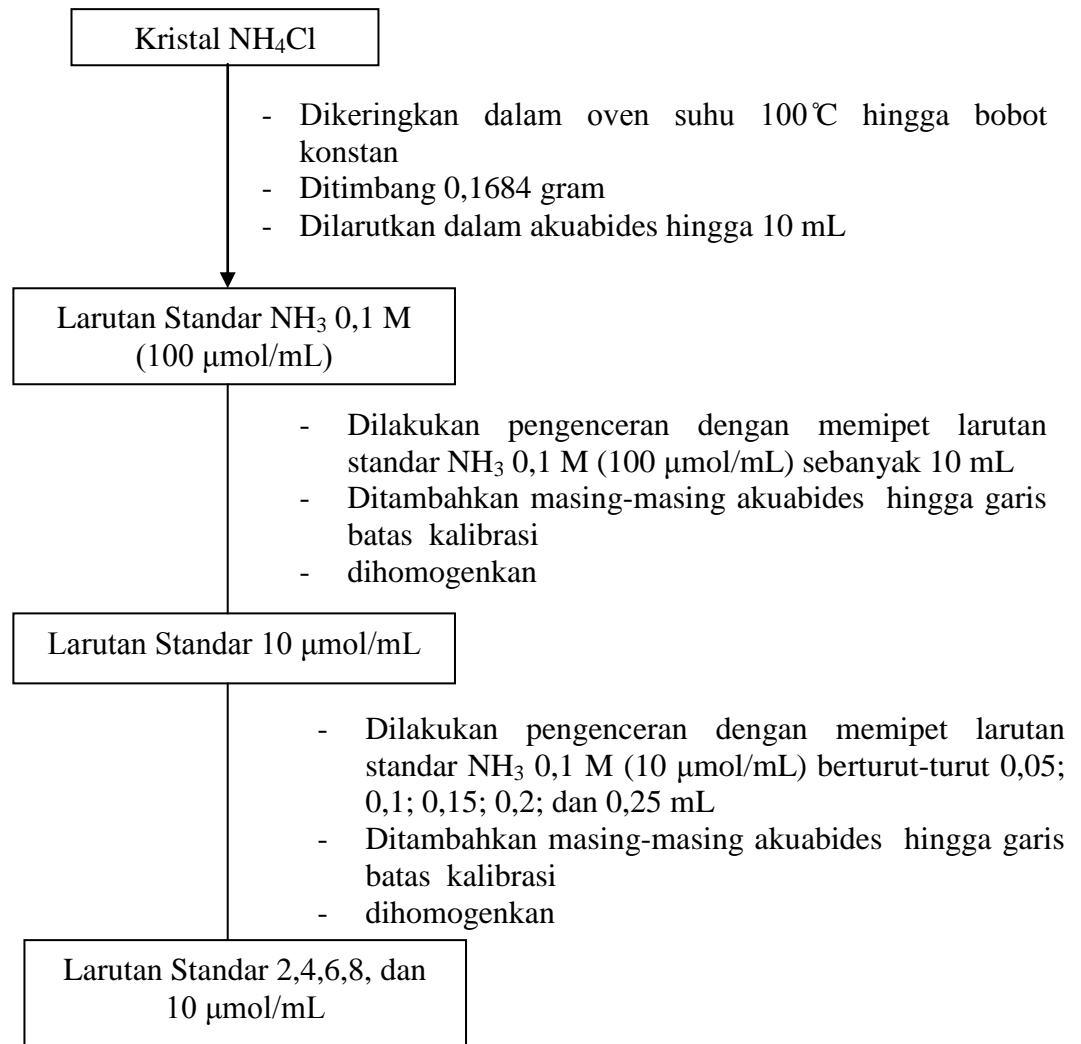 Kristal NH₄Cl
- Dikeringkan dalam oven suhu 100℃ hingga bobot
konstan
- Ditimbang 0,1684 gram
- Dilarutkan dalam akuabides hingga 10 mL
Larutan Standar NH₃ 0,1 M
(100 μmol/mL)
- Dilakukan pengenceran dengan memipet larutan
standar NH₃ 0,1 M (100 μmol/mL) sebanyak 10 mL
- Ditambahkan masing-masing akuabides hingga garis
batas kalibrasi
- dihomogenkan
Larutan Standar 10 μmol/mL
- Dilakukan pengenceran dengan memipet larutan
standar NH₃ 0,1 M (10 μmol/mL) berturut-turut 0,05;
0,1; 0,15; 0,2; dan 0,25 mL
- Ditambahkan masing-masing akuabides hingga garis
batas kalibrasi
- dihomogenkan
Larutan Standar 2,4,6,8, dan
10 μmol/mL